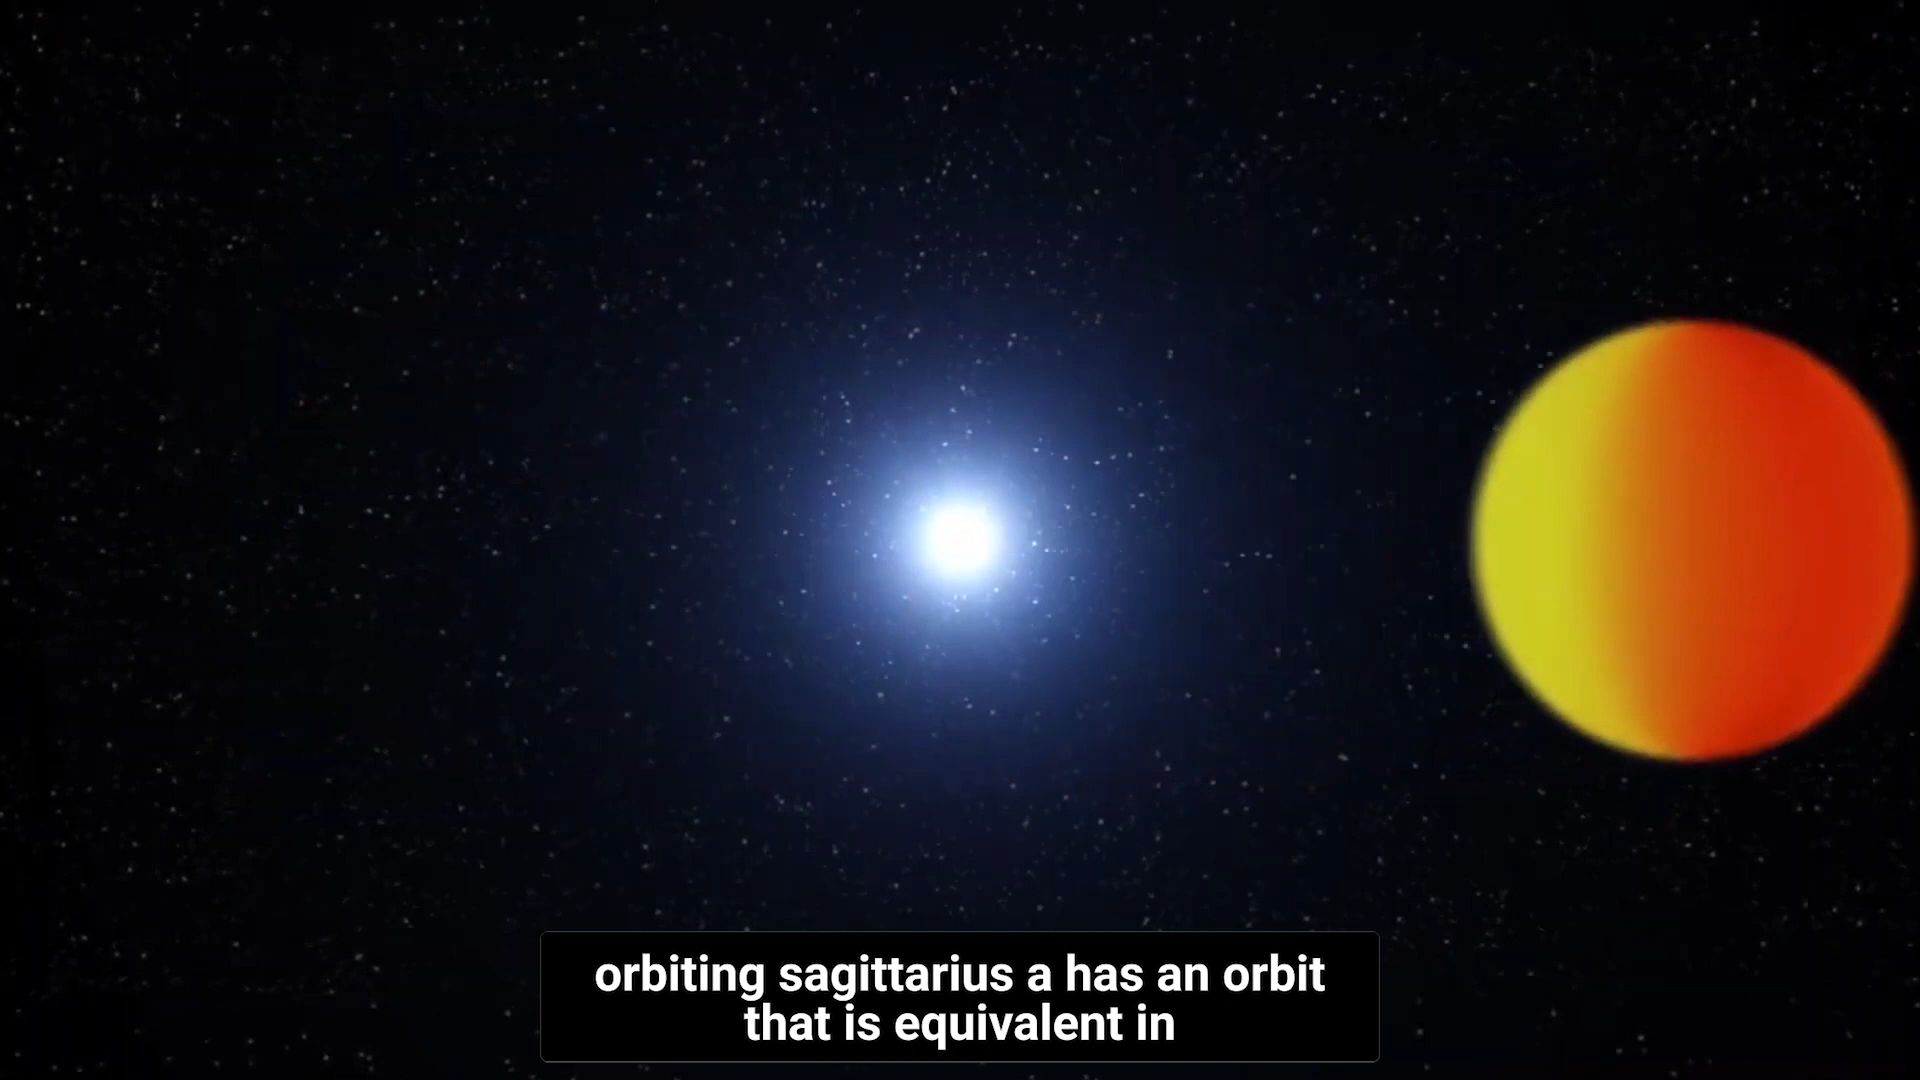 orbiting sagittarius a has an orbit
that is equivalent in